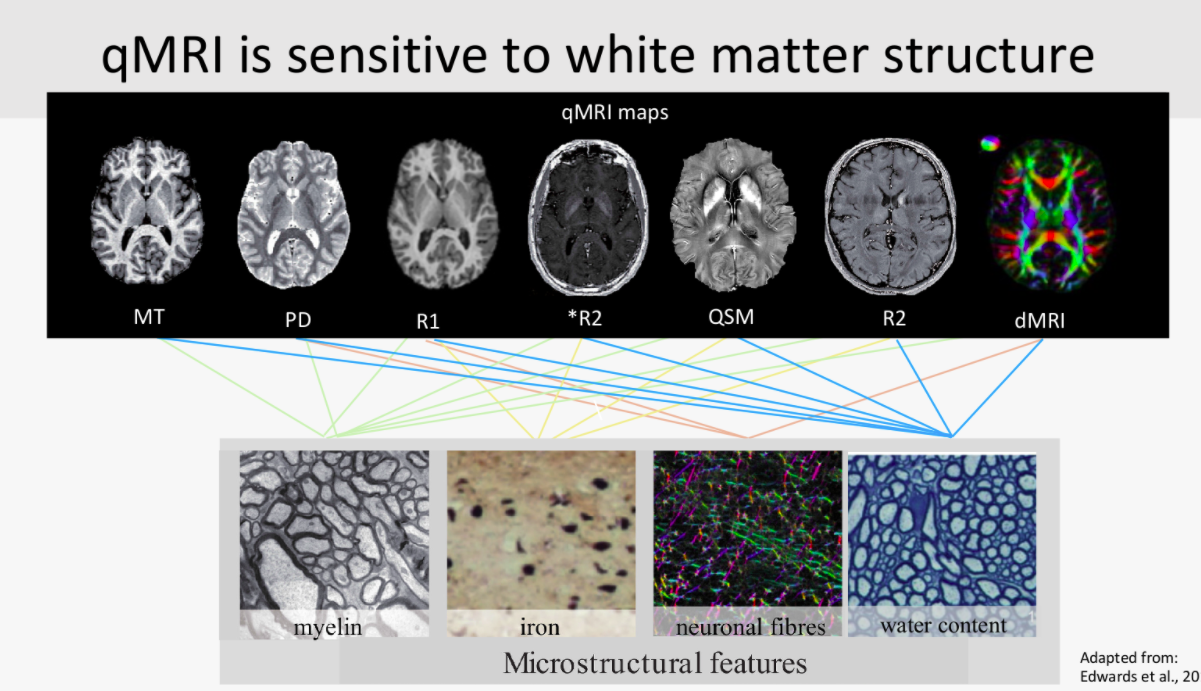 qMRI is sensitive to white matter structure
qMRI maps
MT
PD
R1
*R2
QSM
R2
dMRI
myelin
iron
neuronal fibres
water content
Microstructural features
Adapted from:
Edwards et al., 20